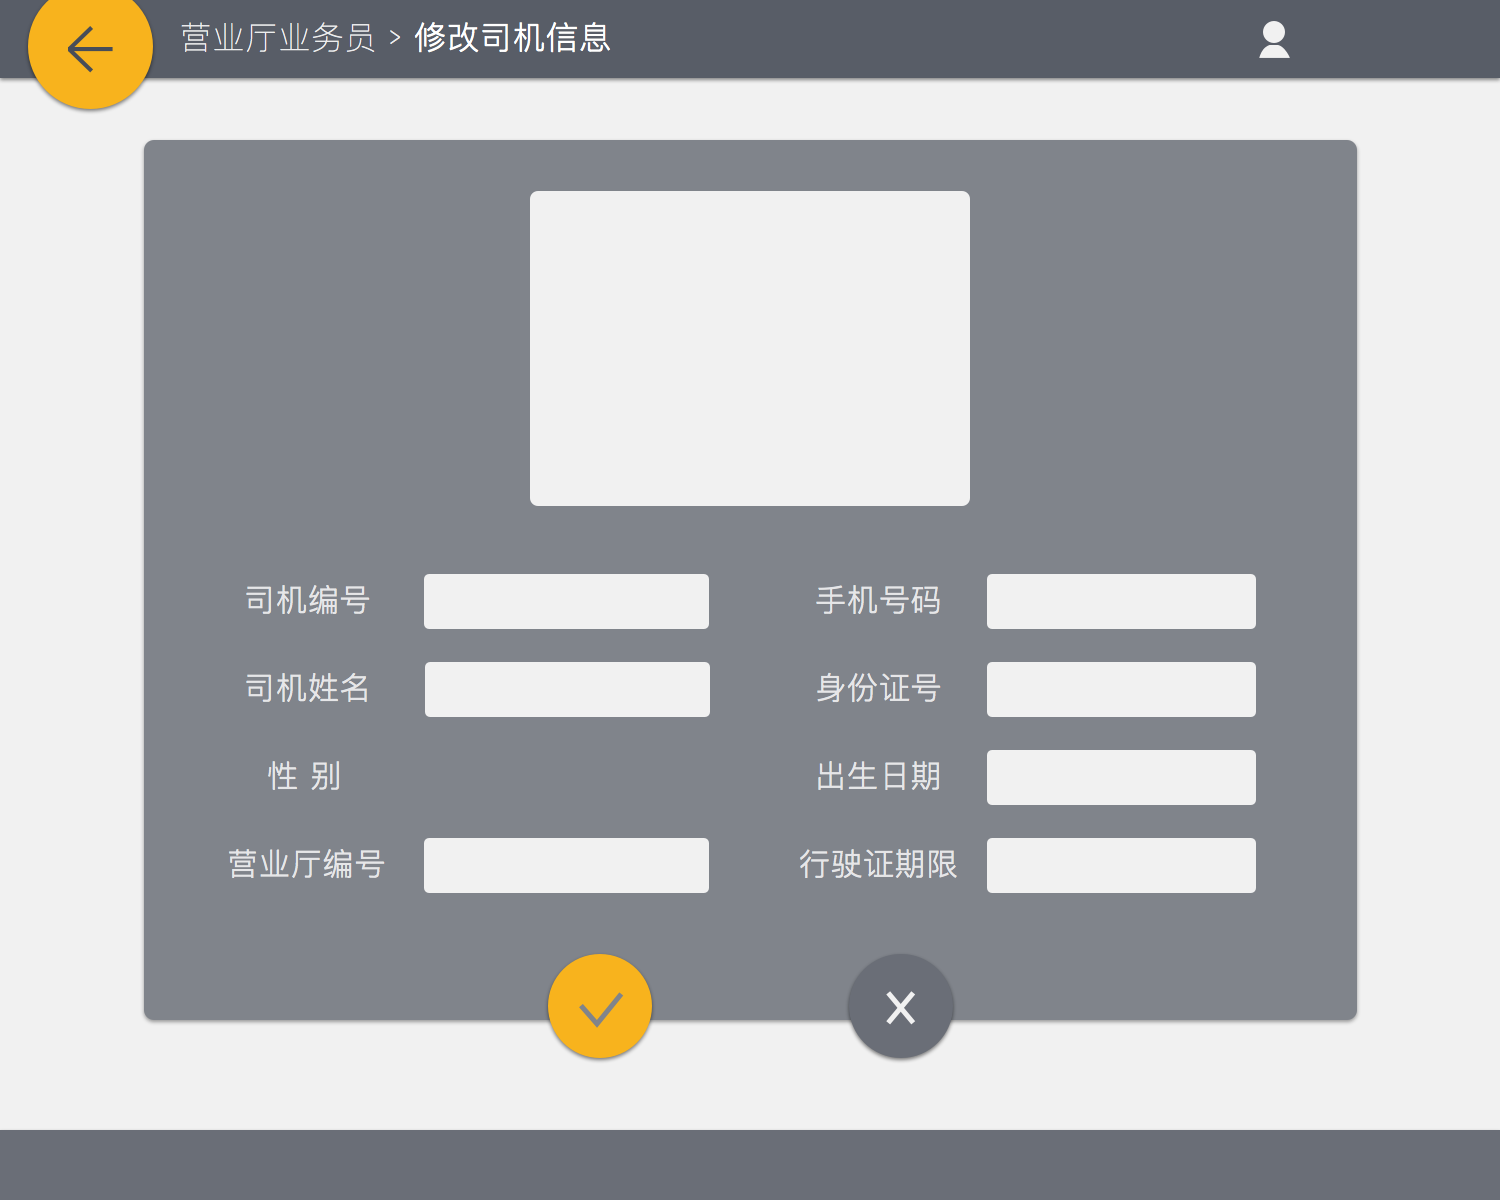 营业厅业务员 > 修改司机信息
司机编号
手机号码
司机姓名
身份证号
性 别
出生日期
营业厅编号
行驶证期限